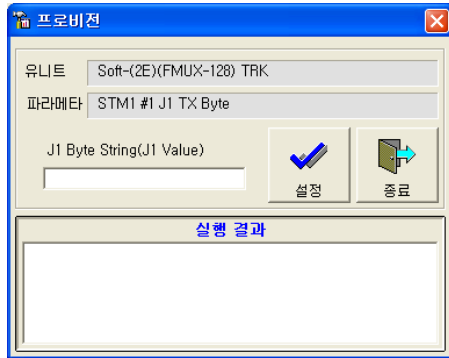 프로비전
유니트 Soft-(2E)(FMUX-128) TRK
파라메타 STM1 #1 J1 TX Byte
J1 Byte String(J1 Value)
설정
종료
실행 결과